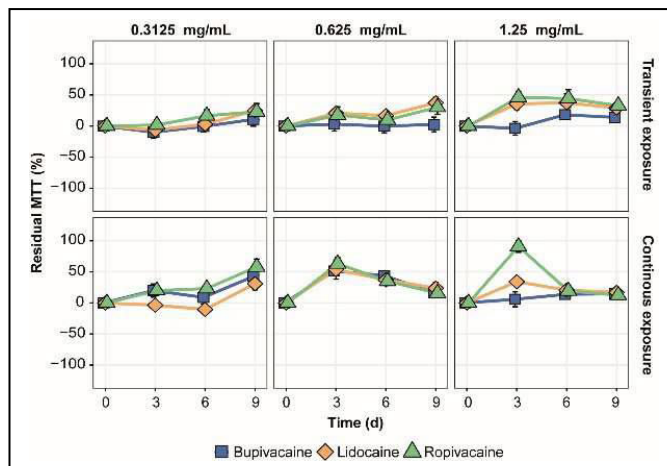 0.3125 mg/mL 0.625 mg/mL 1.25 mg/mL
Residual MTT (%)
100
50
0
−50
−100
Transient exposure
100
50
0
−50
−100
Continous exposure
0 3 6 9 0 3 6 9 0 3 6 9
Time (d)
Bupivacaine Lidocaine Ropivacaine